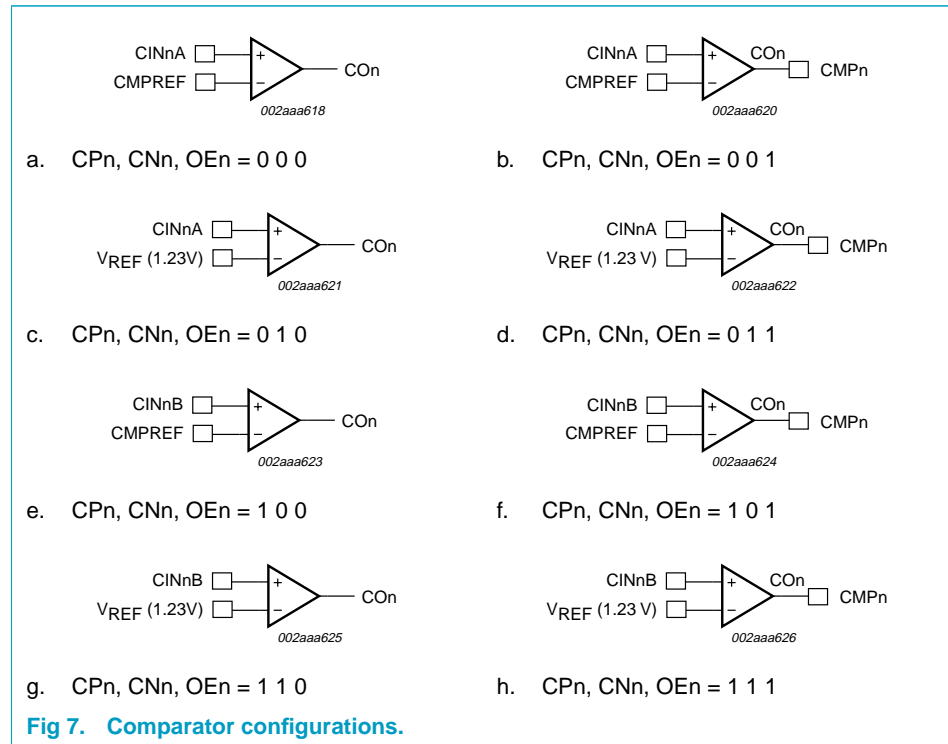 CINnA
+
CMPREF
−
COn
002aaa618
a. CPn, CNn, OEn = 0 0 0
CINnA
+
CMPREF
−
COn
CMPn
002aaa620
b. CPn, CNn, OEn = 0 0 1
CINnA
+
VREF (1.23V)
−
COn
002aaa621
c. CPn, CNn, OEn = 0 1 0
CINnA
+
VREF (1.23 V)
−
COn
CMPn
002aaa622
d. CPn, CNn, OEn = 0 1 1
CINnB
+
CMPREF
−
COn
002aaa623
e. CPn, CNn, OEn = 1 0 0
CINnB
+
CMPREF
−
COn
CMPn
002aaa624
f. CPn, CNn, OEn = 1 0 1
CINnB
+
VREF (1.23V)
−
COn
002aaa625
g. CPn, CNn, OEn = 1 1 0
CINnB
+
VREF (1.23 V)
−
COn
CMPn
002aaa626
h. CPn, CNn, OEn = 1 1 1
Fig 7. Comparator configurations.